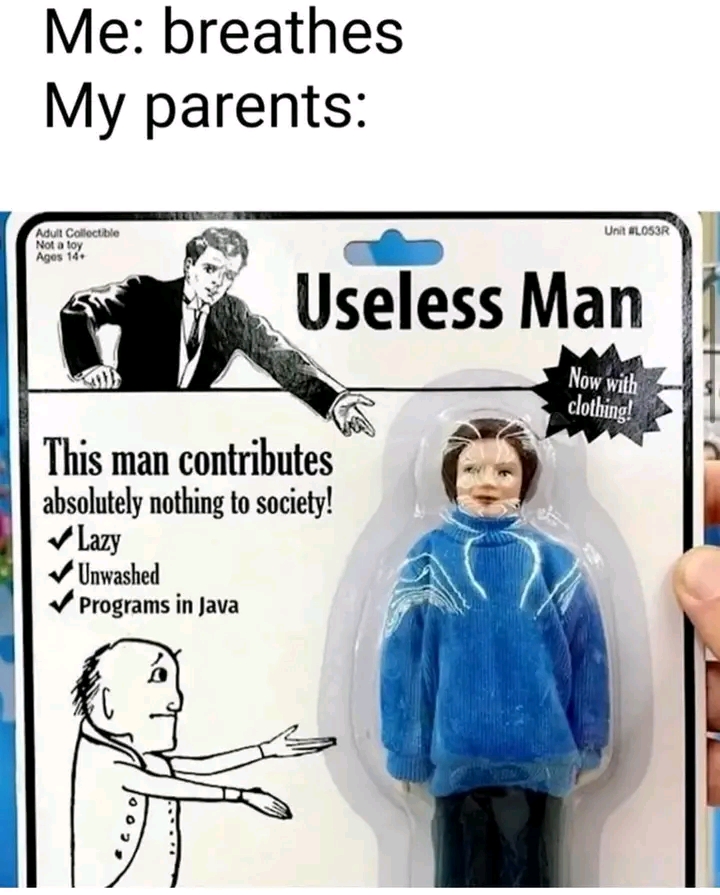 Me: breathes
My parents:
Adult Collectible
Not a toy
Ages 14+
Unit #L053R
Useless Man
Now with
clothing!
This man contributes
absolutely nothing to society!
✓Lazy
✓Unwashed
✓Programs in Java